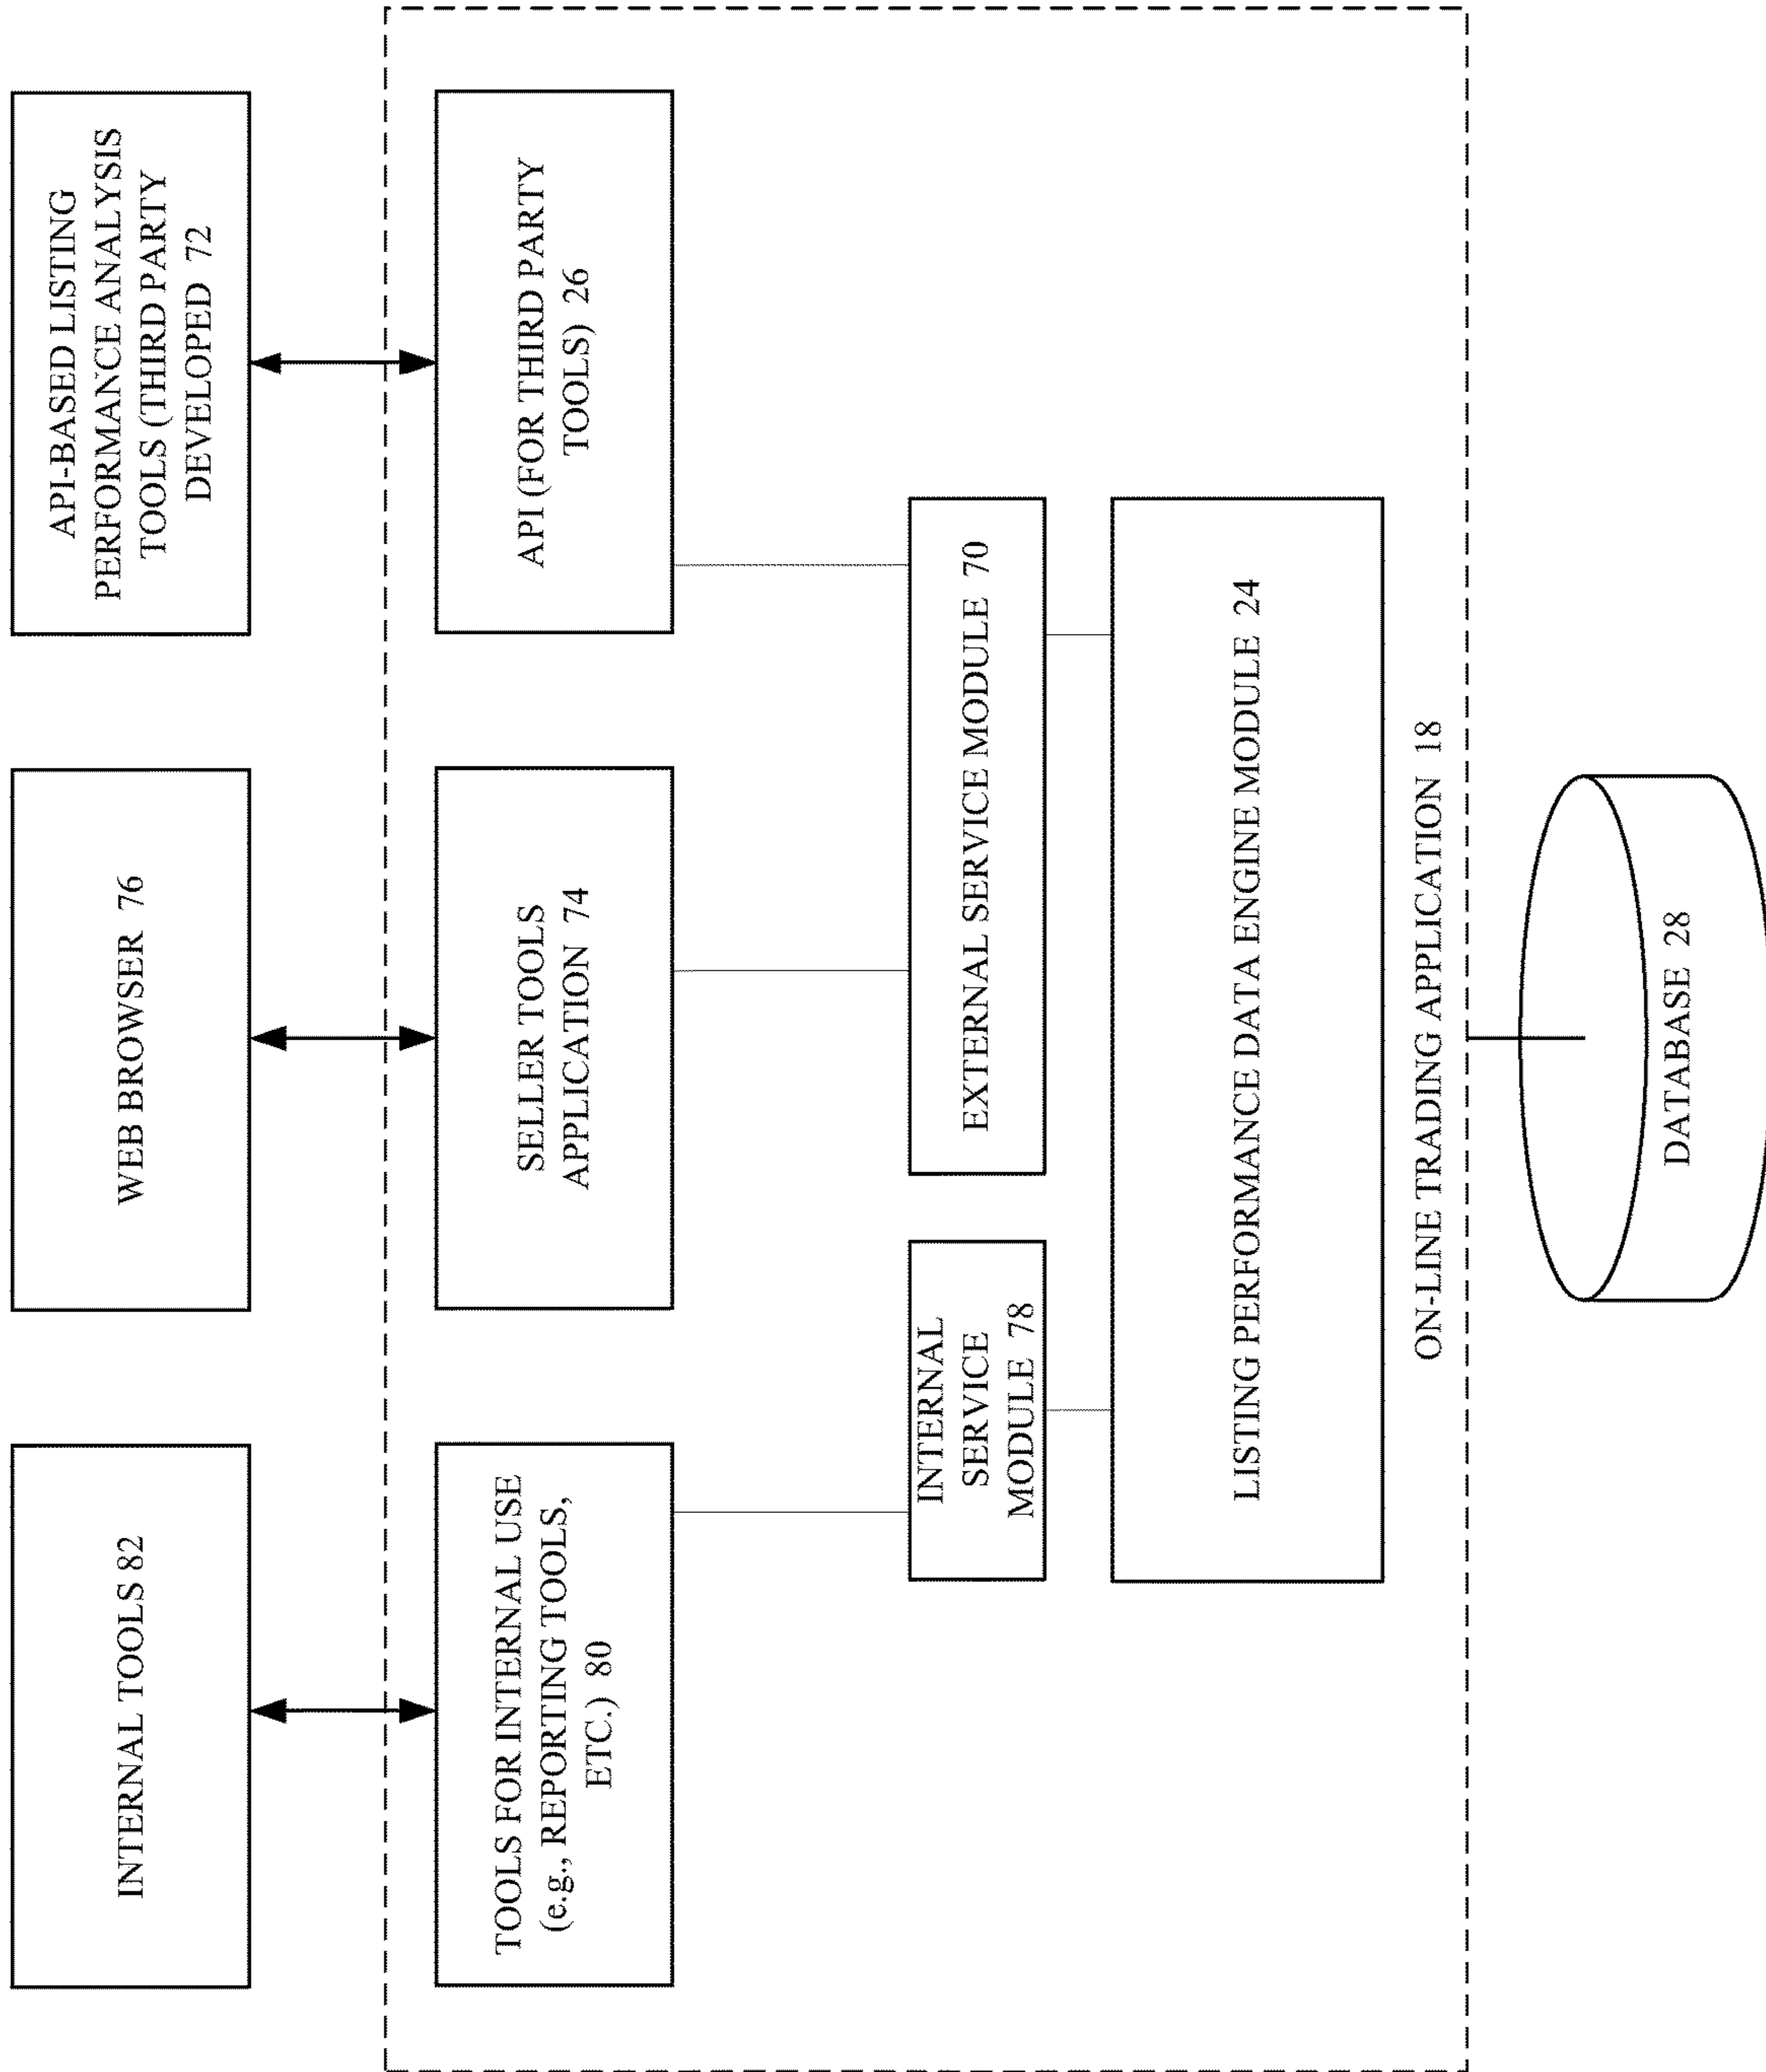 INTERNAL TOOLS 82
WEB BROWSER 76
API-BASED LISTING
PERFORMANCE ANALYSIS
TOOLS (THIRD PARTY
DEVELOPED 72
TOOLS FOR INTERNAL USE
(e.g., REPORTING TOOLS,
ETC.) 80
SELLER TOOLS
APPLICATION 74
API (FOR THIRD PARTY
TOOLS) 26
INTERNAL
SERVICE
MODULE 78
EXTERNAL SERVICE MODULE 70
LISTING PERFORMANCE DATA ENGINE MODULE 24
ON-LINE TRADING APPLICATION 18
DATABASE 28